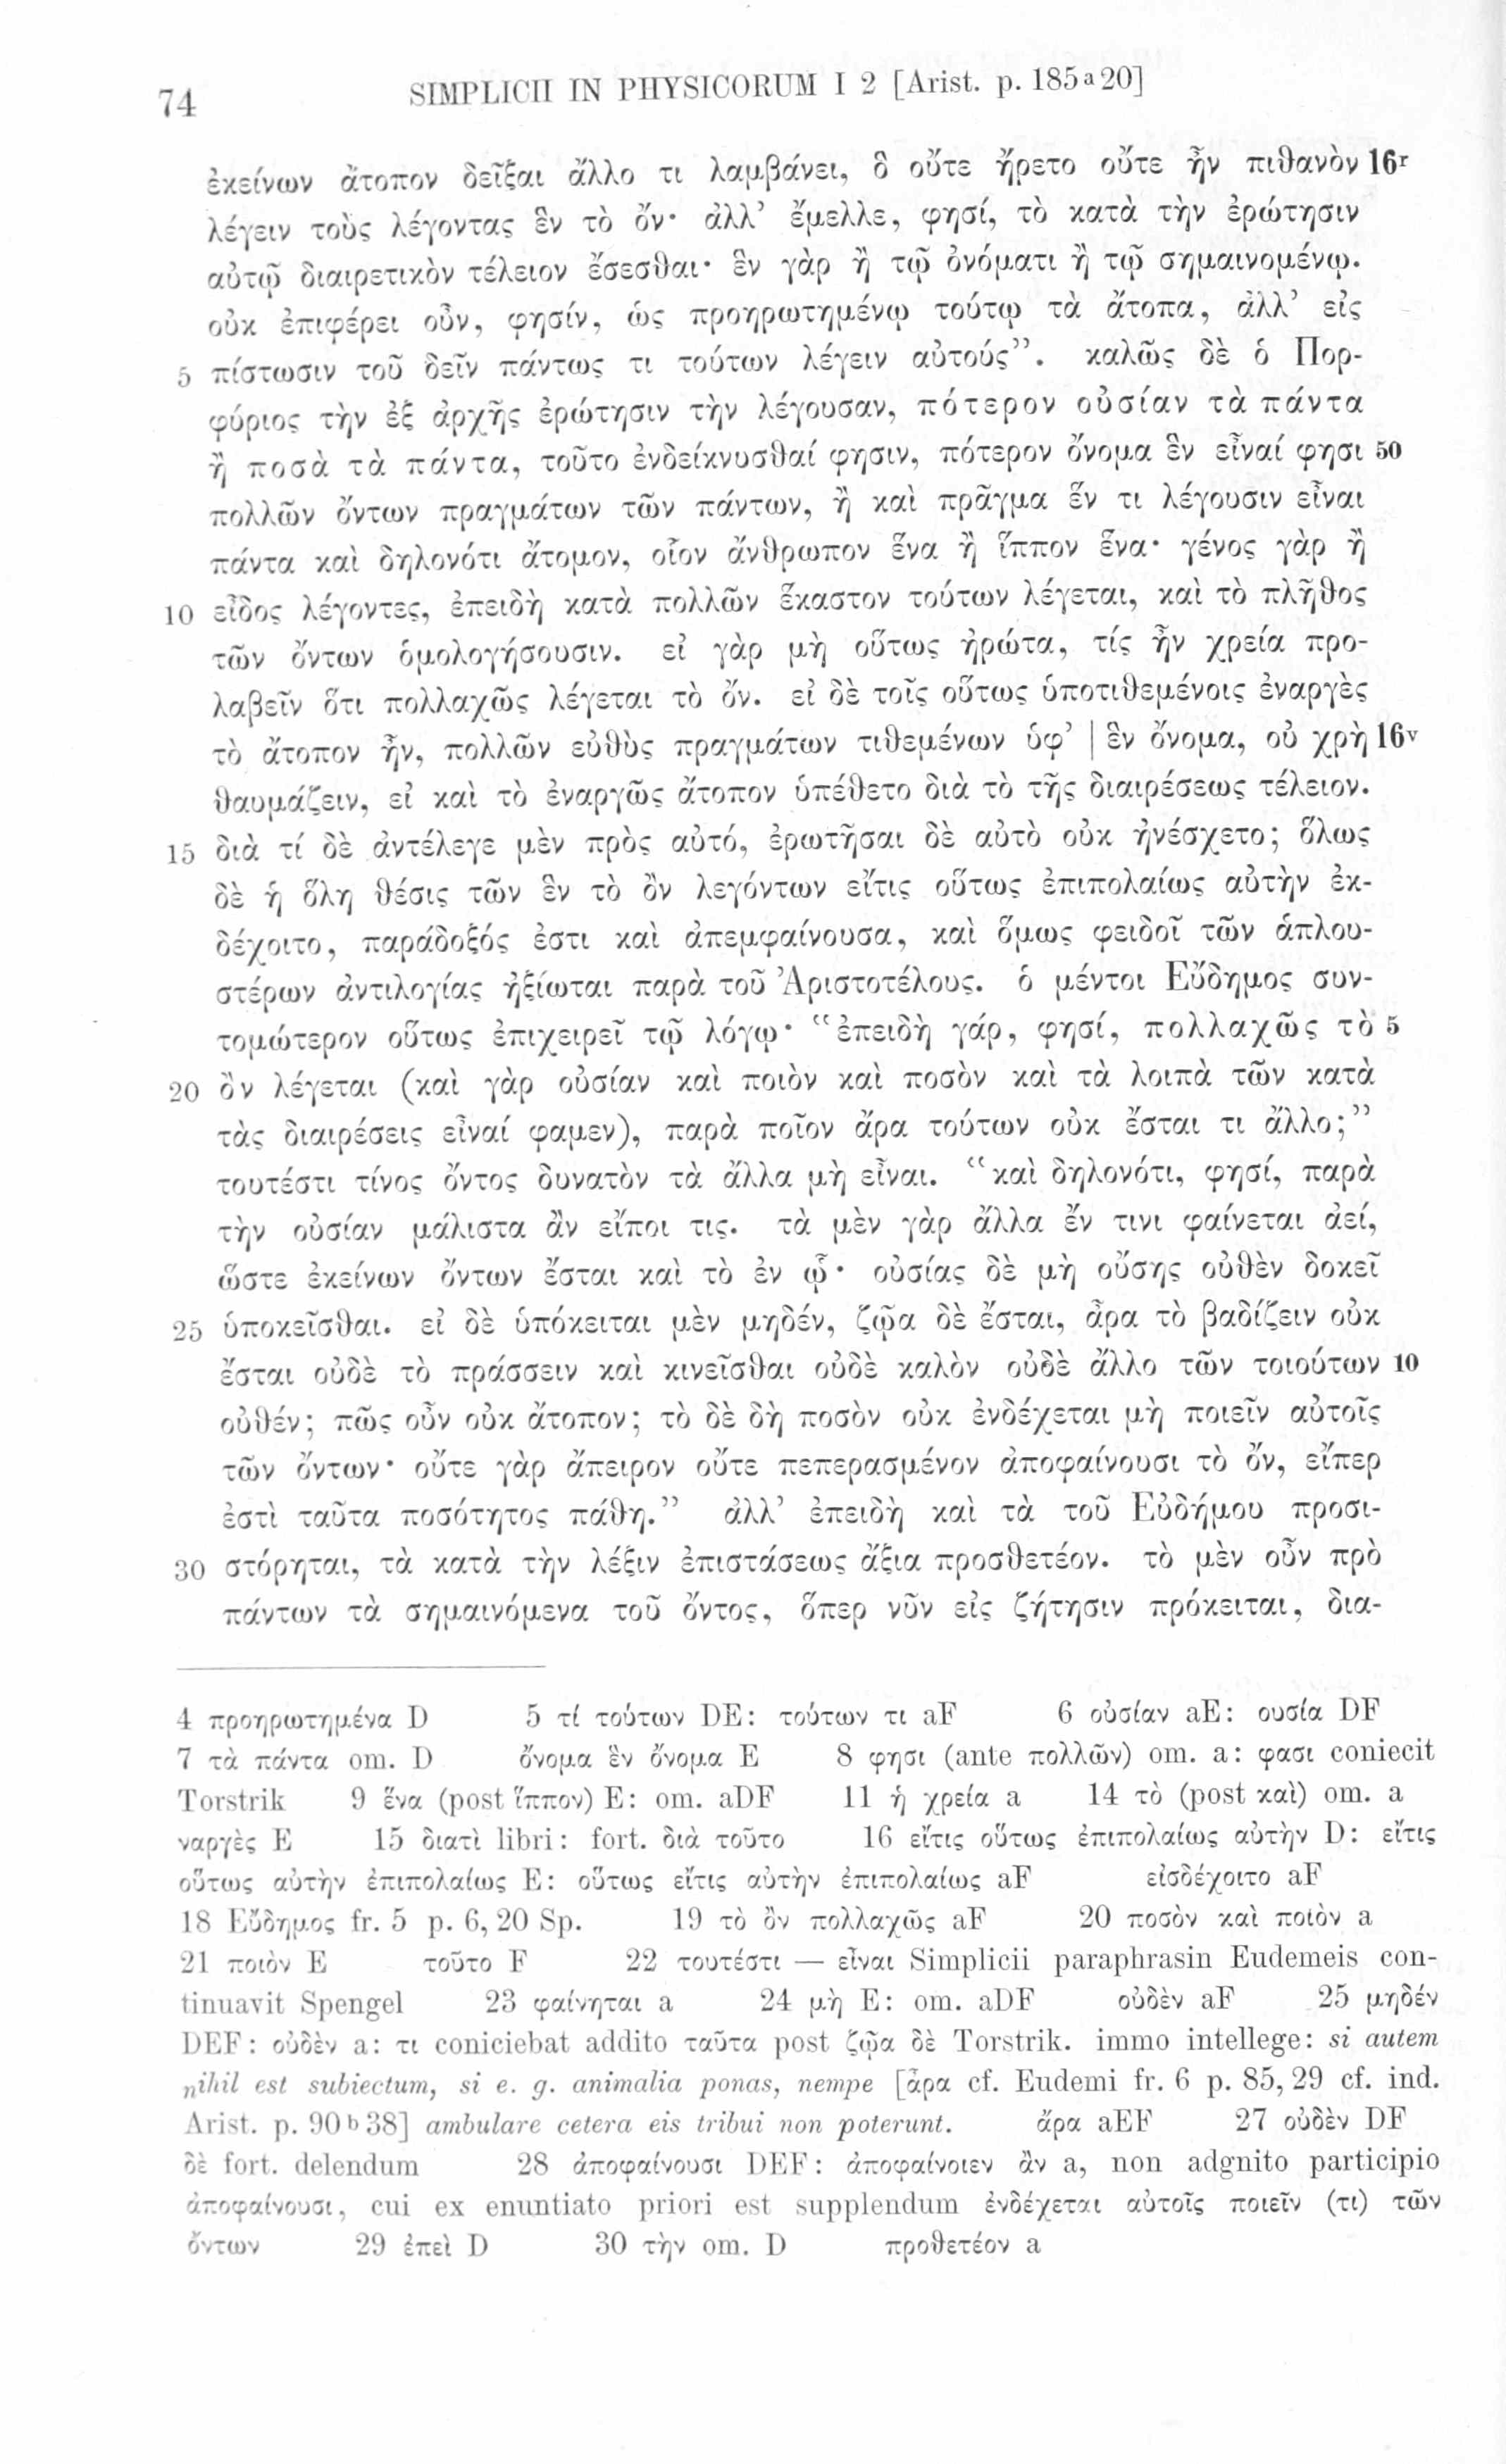 74 SIMPLICII IN PHYSICORUM I 2 [Arist. p. 185a20]
ἐκείνων ἄτοπον δεῖξαι ἄλλο τι λαμβάνει, ὃ οὔτε ἤρετο οὔτε ἦν πιθανὸν 16r
λέγειν τοὺς λέγοντας ἓν τὸ ὄν· ἀλλ’ ἔμελλε, φησί, τὸ κατὰ τὴν ἐρώτησιν
αὐτῷ διαιρετικὸν τέλειον ἔσεσθαι· ἓν γὰρ ἢ τῷ ὀνόματι ἢ τῷ σημαινομένῳ.
οὐκ ἐπιφέρει οὖν, φησίν, ὡς προηρωτημένῳ τούτῳ τὰ ἄτοπα, ἀλλ’ εἰς
5 πίστωσιν τοῦ δεῖν πάντως τι τούτων λέγειν αὐτούς”. καλῶς δὲ ὁ Πορ-
φύριος τὴν ἐξ ἀρχῆς ἐρώτησιν τὴν λέγουσαν, πότερον οὐσίαν τὰ πάντα
ἢ ποσὰ τὰ πάντα, τοῦτο ἐνδείκνυσθαί φησιν, πότερον ὄνομα ἓν εἶναί φησι 50
πολλῶν ὄντων πραγμάτων τῶν πάντων, ἢ καὶ πρᾶγμα ἕν τι λέγουσιν εἶναι
πάντα καὶ δηλονότι ἄτομον, οἷον ἄνθρωπον ἕνα ἢ ἵππον ἕνα· γένος γὰρ ἢ
10 εἶδος λέγοντες, ἐπειδὴ κατὰ πολλῶν ἕκαστον τούτων λέγεται, καὶ τὸ πλῆθος
τῶν ὄντων ὁμολογήσουσιν. εἰ γὰρ μὴ οὕτως ἠρώτα, τίς ἦν χρεία προ-
λαβεῖν ὅτι πολλαχῶς λέγεται τὸ ὄν. εἰ δὲ τοῖς οὕτως ὑποτιθεμένοις ἐναργὲς
τὸ ἄτοπον ἦν, πολλῶν εὐθὺς πραγμάτων τιθεμένων ὑφ’ | ἓν ὄνομα, οὐ χρὴ 16v
θαυμάζειν, εἰ καὶ τὸ ἐναργῶς ἄτοπον ὑπέθετο διὰ τὸ τῆς διαιρέσεως τέλειον.
15 διὰ τί δὲ ἀντέλεγε μὲν πρὸς αὐτό, ἐρωτῆσαι δὲ αὐτὸ οὐκ ἠνέσχετο; ὅλως
δὲ ἡ ὅλη θέσις τῶν ἓν τὸ ὂν λεγόντων εἴτις οὕτως ἐπιπολαίως αὐτὴν ἐκ-
δέχοιτο, παράδοξός ἐστι καὶ ἀπεμφαίνουσα, καὶ ὅμως φειδοῖ τῶν ἁπλου-
στέρων ἀντιλογίας ἠξίωται παρὰ τοῦ Ἀριστοτέλους. ὁ μέντοι Εὔδημος συν-
τομώτερον οὕτως ἐπιχειρεῖ τῷ λόγῳ· “ἐπειδὴ γάρ, φησί, πολλαχῶς τὸ 5
20 ὂν λέγεται (καὶ γὰρ οὐσίαν καὶ ποιὸν καὶ ποσὸν καὶ τὰ λοιπὰ τῶν κατὰ
τὰς διαιρέσεις εἶναί φαμεν), παρὰ ποῖον ἄρα τούτων οὐκ ἔσται τι ἄλλο;”
τουτέστι τίνος ὄντος δυνατὸν τὰ ἄλλα μὴ εἶναι. “καὶ δηλονότι, φησί, παρὰ
τὴν οὐσίαν μάλιστα ἂν εἴποι τις. τὰ μὲν γὰρ ἄλλα ἔν τινι φαίνεται ἀεί,
ὥστε ἐκείνων ὄντων ἔσται καὶ τὸ ἐν ᾧ· οὐσίας δὲ μὴ οὔσης οὐθὲν δοκεῖ
25 ὑποκεῖσθαι. εἰ δὲ ὑπόκειται μὲν μηδέν, ζῷα δὲ ἔσται, ἆρα τὸ βαδίζειν οὐκ
ἔσται οὐδὲ τὸ πράσσειν καὶ κινεῖσθαι οὐδὲ καλὸν οὐδὲ ἄλλο τῶν τοιούτων 10
οὐθέν; πῶς οὖν οὐκ ἄτοπον; τὸ δὲ δὴ ποσὸν οὐκ ἐνδέχεται μὴ ποιεῖν αὐτοῖς
τῶν ὄντων· οὔτε γὰρ ἄπειρον οὔτε πεπερασμένον ἀποφαίνουσι τὸ ὄν, εἴπερ
ἐστὶ ταῦτα ποσότητος πάθη.” ἀλλ’ ἐπειδὴ καὶ τὰ τοῦ Εὐδήμου προσι-
30 στόρηται, τὰ κατὰ τὴν λέξιν ἐπιστάσεως ἄξια προσθετέον. τὸ μὲν οὖν πρὸ
πάντων τὰ σημαινόμενα τοῦ ὄντος, ὅπερ νῦν εἰς ζήτησιν πρόκειται, δια-
4 προηρωτημένα D 5 τί τούτων DE: τούτων τι aF 6 οὐσίαν aE: ουσία DF
7 τὰ πάντα om. D ὄνομα ἓν ὄνομα E 8 φησι (ante πολλῶν) om. a: φασι coniecit
Torstrik 9 ἕνα (post ἵππον) E: om. aDF 11 ἡ χρεία a 14 τὸ (post καὶ) om. a
ναργὲς E 15 διατὶ libri: fort. διὰ τοῦτο 16 εἴτις οὕτως ἐπιπολαίως αὐτὴν D: εἴτις
οὕτως αὐτὴν ἐπιπολαίως E: οὕτως εἴτις αὐτὴν ἐπιπολαίως aF εἰσδέχοιτο aF
18 Εὔδημος fr. 5 p. 6, 20 Sp. 19 τὸ ὂν πολλαχῶς aF 20 ποσὸν καὶ ποιὸν a
21 ποιὸν E τοῦτο F 22 τουτέστι — εἶναι Simplicii paraphrasin Eudemeis con-
tinuavit Spengel 23 φαίνηται a 24 μὴ E: om. aDF οὐδὲν aF 25 μηδέν
DEF: οὐδὲν a: τι coniciebat addito ταῦτα post ζῷα δὲ Torstrik. immo intellege: si autem
nihil est subiectum, si e. g. animalia ponas, nempe [ἆρα cf. Eudemi fr. 6 p. 85, 29 cf. ind.
Arist. p. 90b38] ambulare cetera eis tribui non poterunt. ἄρα aEF 27 οὐδὲν DF
δὲ fort. delendum 28 ἀποφαίνουσι DEF: ἀποφαίνοιεν ἂν a, non adgnito participio
ἀποφαίνουσι, cui ex enuntiato priori est supplendum ἐνδέχεται αὐτοῖς ποιεῖν (τι) τῶν
ὄντων 29 ἐπεὶ D 30 τὴν om. D προθετέον a